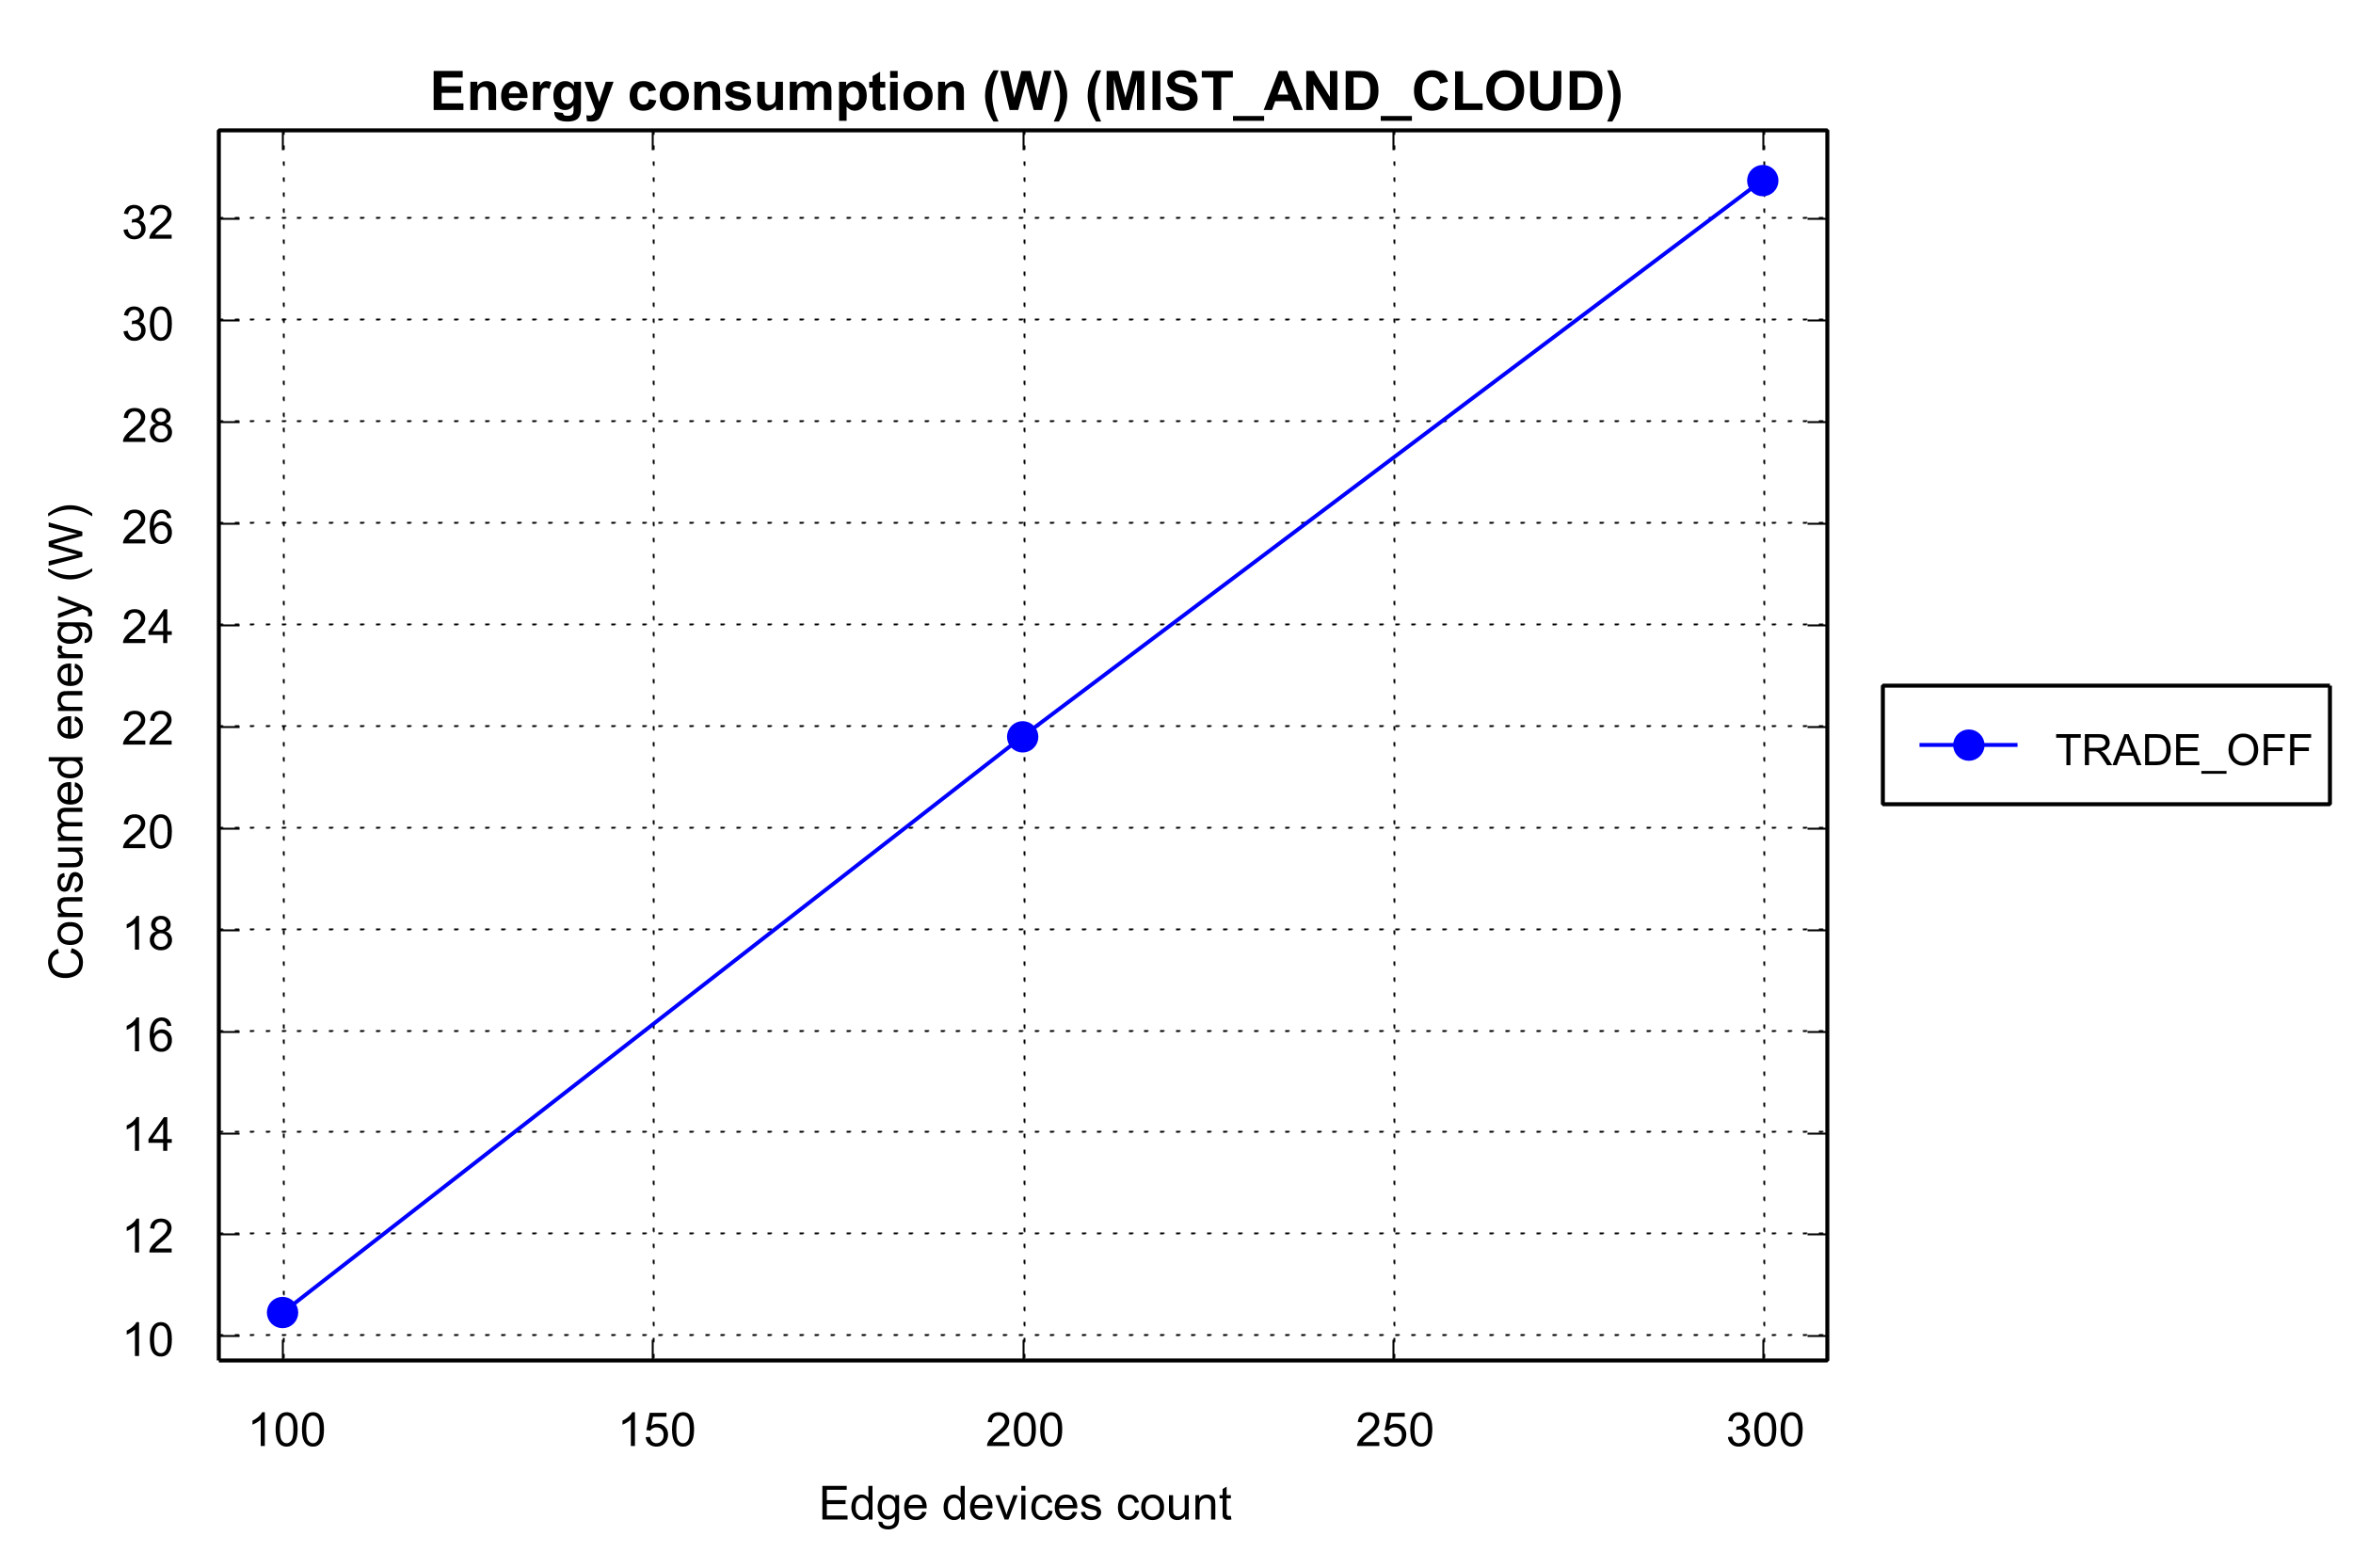 Energy consumption (W) (MIST_AND_CLOUD)
Consumed energy (W)
32
30
28
26
24
22
20
18
16
14
12
10
100 150 200 250 300
Edge devices count
TRADE_OFF